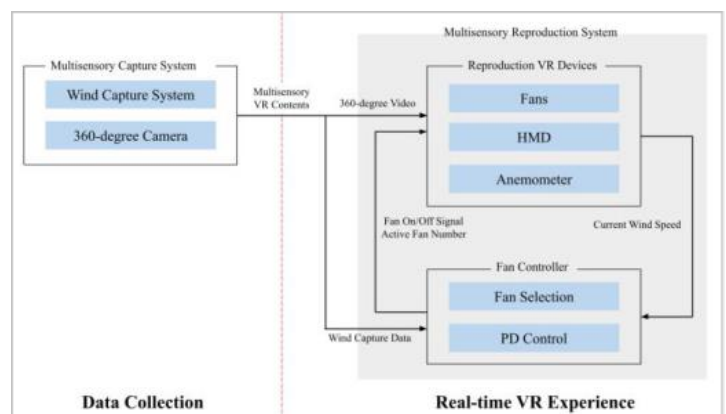 Multisensory Reproduction System
Multisensory Capture System
Wind Capture System
360-degree Camera
Multisensory
VR Contents
360-degree Video
Reproduction VR Devices
Fans
HMD
Anemometer
Fan On/Off Signal
Active Fan Number
Current Wind Speed
Fan Controller
Fan Selection
PD Control
Wind Capture Data
Data Collection
Real-time VR Experience